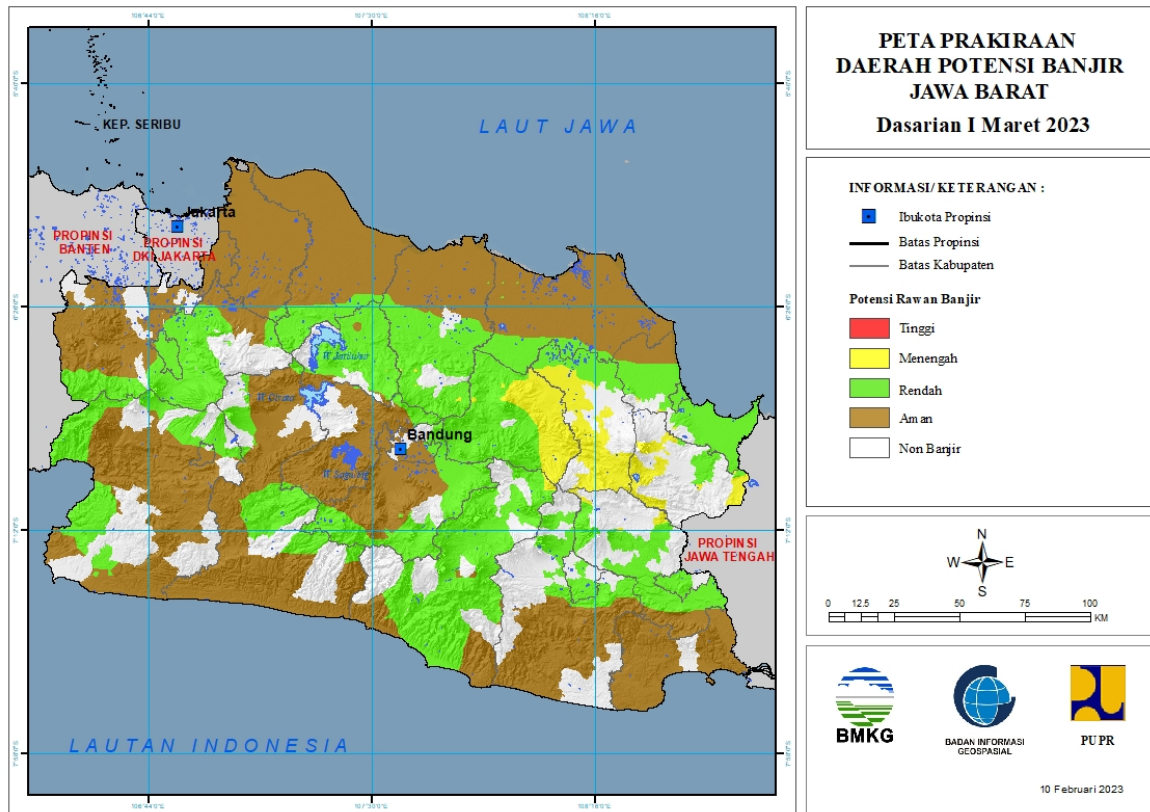 PETA PRAKIRAAN
DAERAH POTENSI BANJIR
JAWA BARAT
Dasarian I Maret 2023
INFORMASI/ KETERANGAN :
Ibukota Propinsi
Batas Propinsi
Batas Kabupaten
Potensi Rawan Banjir
Tinggi
Menengah
Rendah
Aman
Non Banjir
N
W E
S
0 12.5 25 50 75 100
KM
BMKG
BADAN INFORMASI
GEOSPASIAL
PUPR
10 Februari 2023
KEP. SERIBU
LAUT JAWA
Jakarta
PROPINSI
BANTEN
PROPINSI
DKI JAKARTA
W Jatiluhur
W Cirata
Bandung
W Saguling
PROPINSI
JAWA TENGAH
LAUTAN INDONESIA